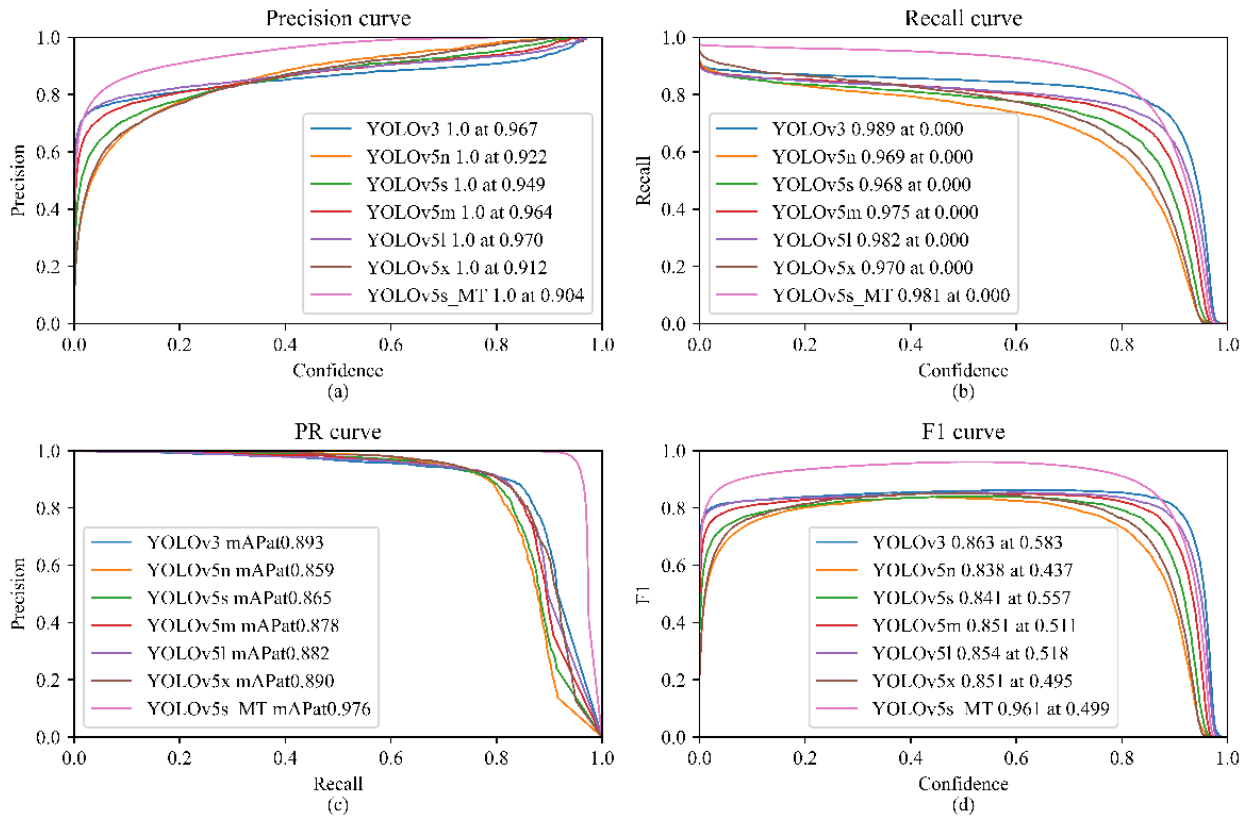 Precision curve
1.0
0.8
0.6
0.4
0.2
0.0
Precision
YOLOv3 1.0 at 0.967
YOLOv5n 1.0 at 0.922
YOLOv5s 1.0 at 0.949
YOLOv5m 1.0 at 0.964
YOLOv5l 1.0 at 0.970
YOLOv5x 1.0 at 0.912
YOLOv5s_MT 1.0 at 0.904
0.0 0.2 0.4 0.6 0.8 1.0
Confidence
(a)
Recall curve
1.0
0.8
0.6
0.4
0.2
0.0
Recall
YOLOv3 0.989 at 0.000
YOLOv5n 0.969 at 0.000
YOLOv5s 0.968 at 0.000
YOLOv5m 0.975 at 0.000
YOLOv5l 0.982 at 0.000
YOLOv5x 0.970 at 0.000
YOLOv5s_MT 0.981 at 0.000
0.0 0.2 0.4 0.6 0.8 1.0
Confidence
(b)
PR curve
1.0
0.8
0.6
0.4
0.2
0.0
Precision
YOLOv3 mAPat0.893
YOLOv5n mAPat0.859
YOLOv5s mAPat0.865
YOLOv5m mAPat0.878
YOLOv5l mAPat0.882
YOLOv5x mAPat0.890
YOLOv5s_MT mAPat0.976
0.0 0.2 0.4 0.6 0.8 1.0
Recall
(c)
F1 curve
1.0
0.8
0.6
0.4
0.2
0.0
F1
YOLOv3 0.863 at 0.583
YOLOv5n 0.838 at 0.437
YOLOv5s 0.841 at 0.557
YOLOv5m 0.851 at 0.511
YOLOv5l 0.854 at 0.518
YOLOv5x 0.851 at 0.495
YOLOv5s_MT 0.961 at 0.499
0.0 0.2 0.4 0.6 0.8 1.0
Confidence
(d)